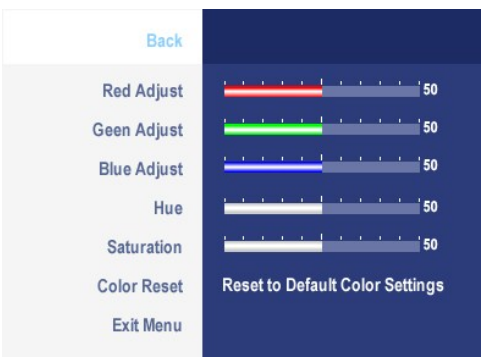 Back
Red Adjust 50
Geen Adjust 50
Blue Adjust 50
Hue 50
Saturation 50
Color Reset Reset to Default Color Settings
Exit Menu